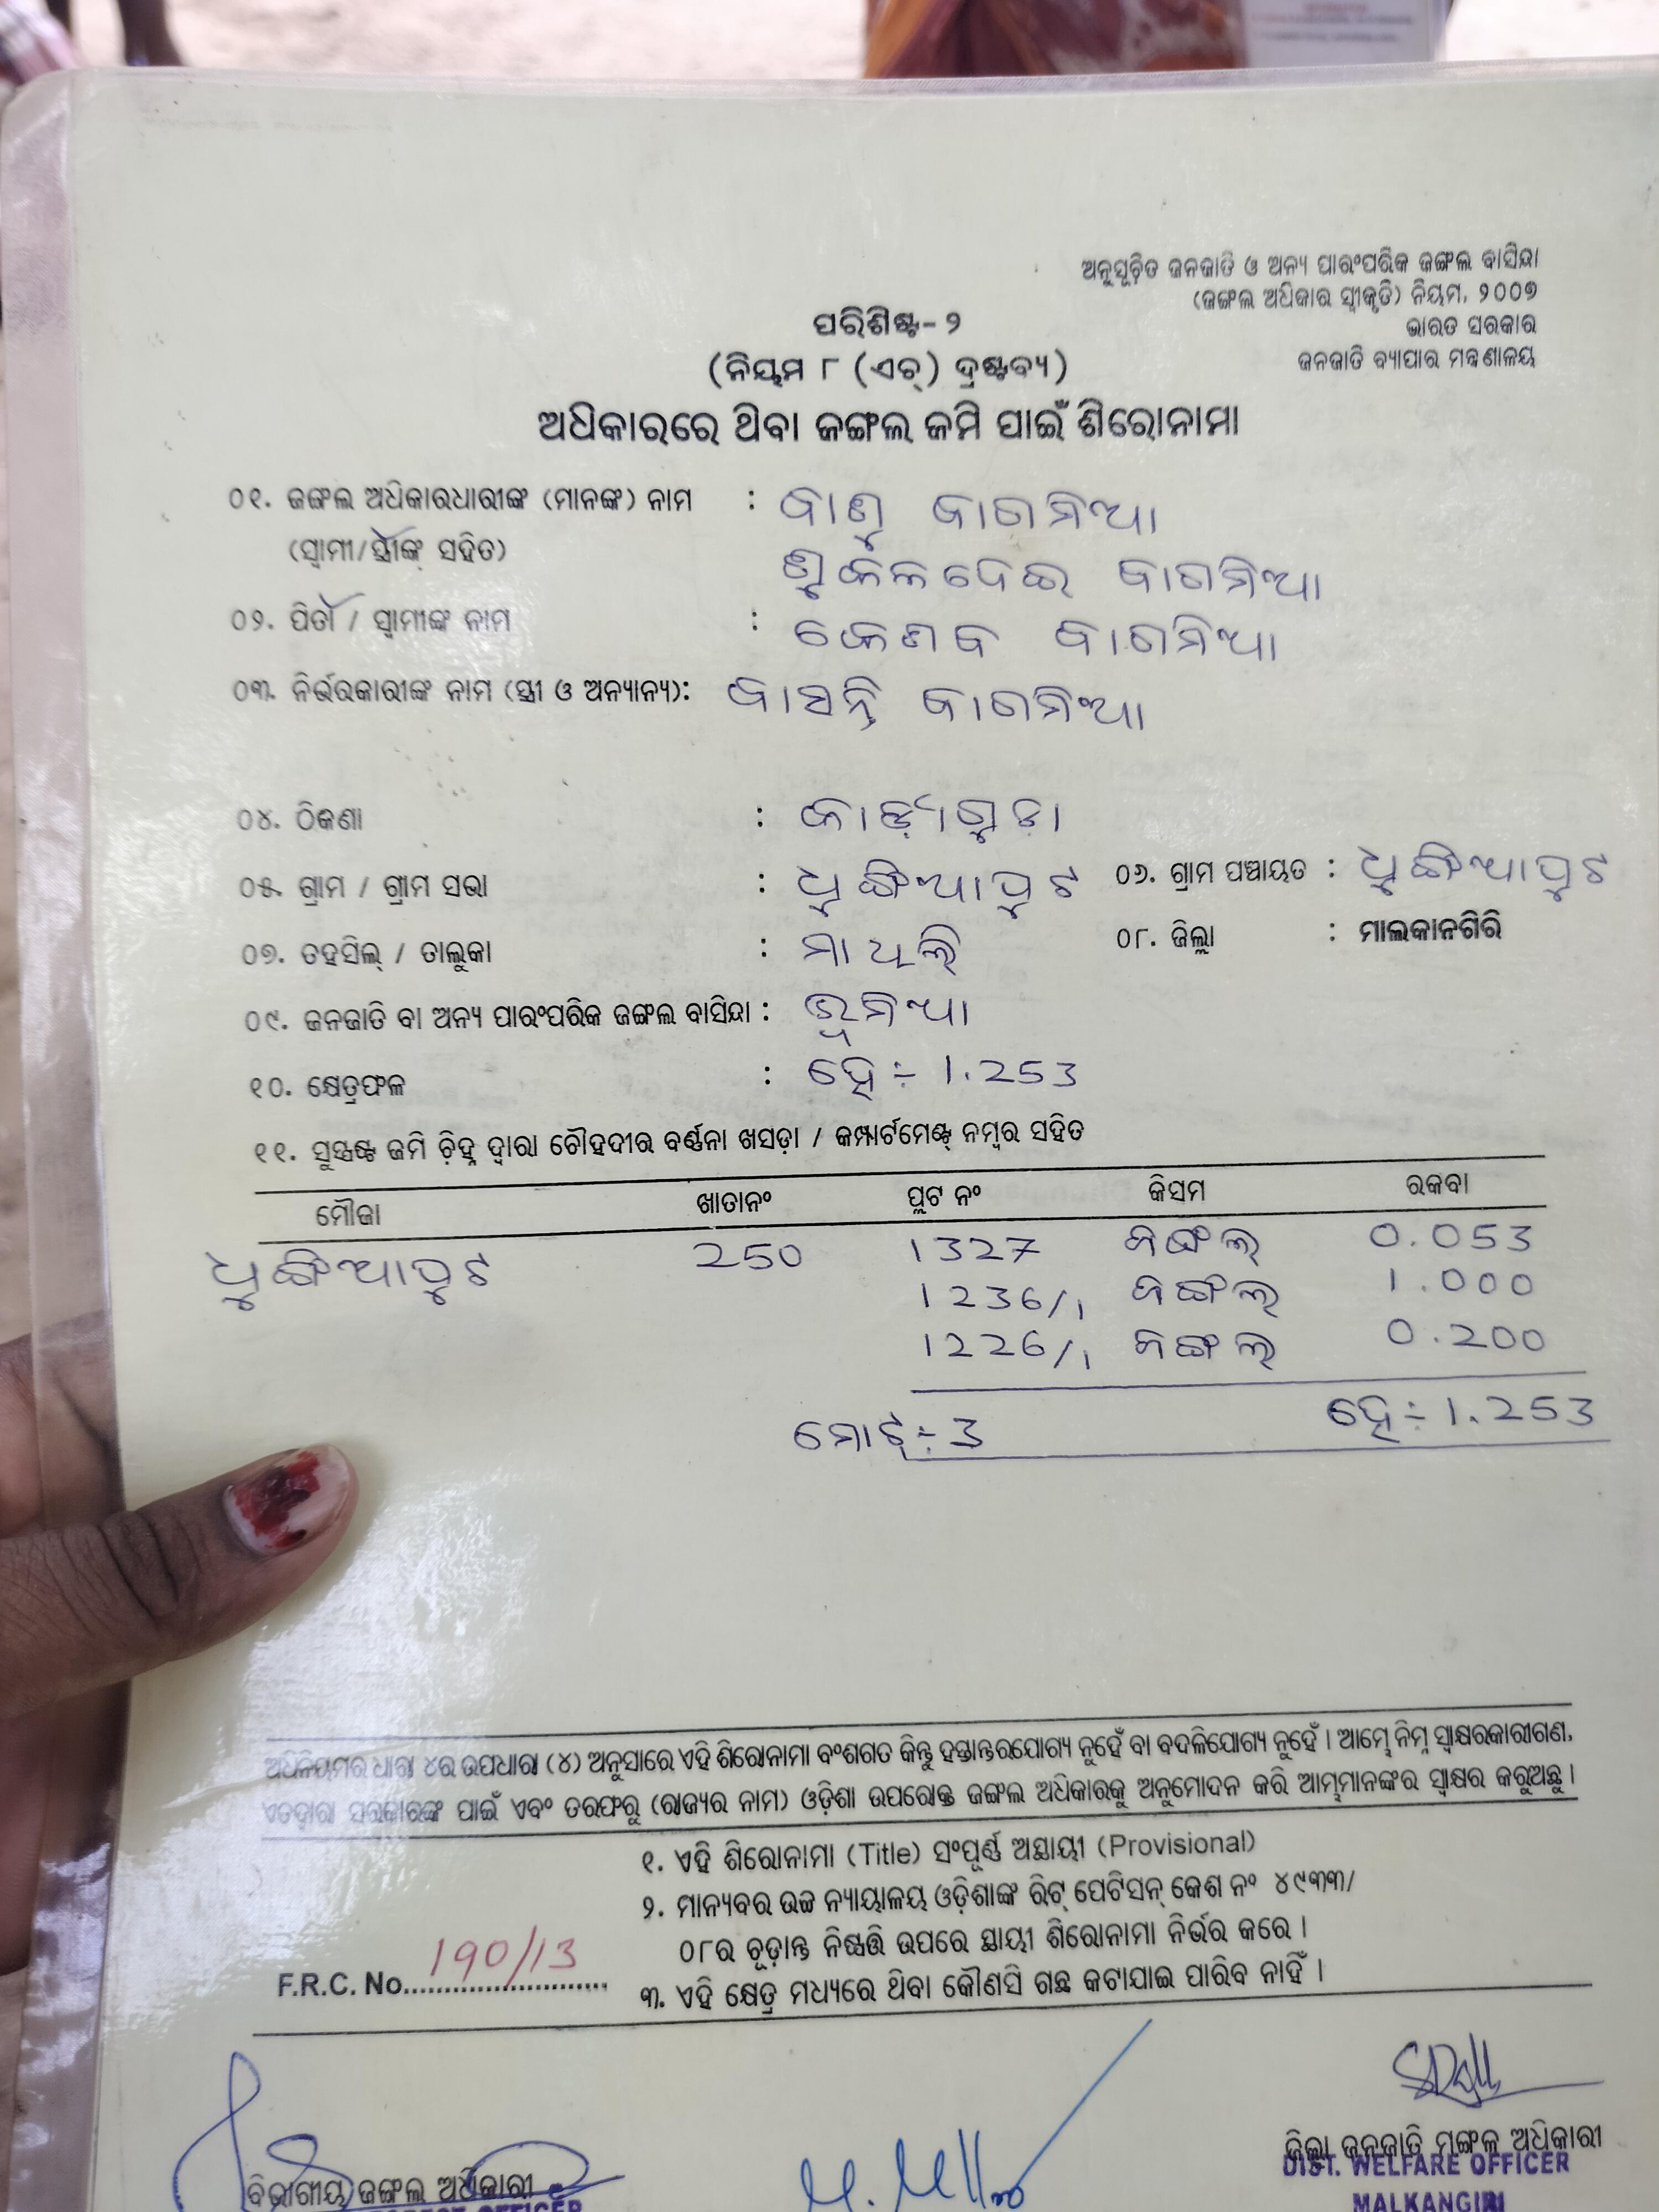 ଅନୁସୂଚିତ ଜନଜାତି ଓ ଅନ୍ୟ ପାରଂପରିକ ଜଙ୍ଗଲ ବାସିନ୍ଦା
(ଜଙ୍ଗଲ ଅଧିକାର ସ୍ୱୀକୃତି) ନିୟମ, ୨୦୦୭
ଭାରତ ସରକାର
ଜନଜାତି ବ୍ୟାପାର ମନ୍ତ୍ରଣାଳୟ
ପରିଶିଷ୍ଟ- ୨
(ନିୟମ ୮ (ଏଚ୍) ଦ୍ରଷ୍ଟବ୍ୟ)
ଅଧିକାରରେ ଥିବା ଜଙ୍ଗଲ ଜମି ପାଇଁ ଶିରୋନାମା
୦୧. ଜଙ୍ଗଲ ଅଧିକାରଧାରୀଙ୍କ (ମାନଙ୍କ) ନାମ :
(ସ୍ୱାମୀ/ସ୍ତ୍ରୀଙ୍କ ସହିତ)
୦୨. ପିତା / ସ୍ୱାମୀଙ୍କ ନାମ :
୦୩. ନିର୍ଭରକାରୀଙ୍କ ନାମ (ସ୍ତ୍ରୀ ଓ ଅନ୍ୟାନ୍ୟ): ବାସନ୍ତି
୦୪. ଠିକଣା :
୦୫. ଗ୍ରାମ / ଗ୍ରାମ ସଭା : ଧୁଙ୍ଗିଆପୁଟ ୦୬. ଗ୍ରାମ ପଞ୍ଚାୟତ : ଧୁଙ୍ଗିଆପୁଟ
୦୭. ତହସିଲ୍ / ତାଲୁକା : ମାଥିଲି ୦୮. ଜିଲ୍ଲା : ମାଲକାନଗିରି
୦୯. ଜନଜାତି ବା ଅନ୍ୟ ପାରଂପରିକ ଜଙ୍ଗଲ ବାସିନ୍ଦା : ଭୂମିଆ
୧୦. କ୍ଷେତ୍ରଫଳ : ହେ÷ 1.253
୧୧. ସୁସ୍ପଷ୍ଟ ଜମି ଚିହ୍ନ ଦ୍ୱାରା ଚୌହଦୀର ବର୍ଣ୍ଣନା ଖସଡ଼ା / କମ୍ପାର୍ଟମେଣ୍ଟ୍ ନମ୍ବର ସହିତ
ମୌଜା ଖାତାନଂ ପ୍ଲଟ ନଂ କିସମ ରକବା
ଧୁଙ୍ଗିଆପୁଟ 250 1327 ଜଙ୍ଗଲ 0.053
1236/1 ଜଙ୍ଗଲ 1.000
1226/1 ଜଙ୍ଗଲ 0.200
ମୋଟ୍÷ 3 ହେ÷ 1.253
ଅଧିନିୟମର ଧାରା ୪ର ଉପଧାରା (୪) ଅନୁସାରେ ଏହି ଶିରୋନାମା ବଂଶଗତ କିନ୍ତୁ ହସ୍ତାନ୍ତରଯୋଗ୍ୟ ନୁହେଁ ବା ବଦଳିଯୋଗ୍ୟ ନୁହେଁ । ଆମ୍ଭେ ନିମ୍ନ ସ୍ୱାକ୍ଷରକାରୀଗଣ,
ଏତଦ୍ୱାରା ସରକାରଙ୍କ ପାଇଁ ଏବଂ ତରଫରୁ (ରାଜ୍ୟର ନାମ) ଓଡ଼ିଶା ଉପରୋକ୍ତ ଜଙ୍ଗଲ ଅଧିକାରକୁ ଅନୁମୋଦନ କରି ଆମ୍ଭମାନଙ୍କର ସ୍ୱାକ୍ଷର କରୁଅଛୁ ।
୧. ଏହି ଶିରୋନାମା (Title) ସଂପୂର୍ଣ୍ଣ ଅସ୍ଥାୟୀ (Provisional)
୨. ମାନ୍ୟବର ଉଚ୍ଚ ନ୍ୟାୟାଳୟ ଓଡ଼ିଶାଙ୍କ ରିଟ୍ ପେଟିସନ୍ କେଶ ନଂ ୪୯୩୩/
୦୮ର ଚୂଡ଼ାନ୍ତ ନିଷ୍ପତ୍ତି ଉପରେ ସ୍ଥାୟୀ ଶିରୋନାମା ନିର୍ଭର କରେ ।
F.R.C. No. 190/13
୩. ଏହି କ୍ଷେତ୍ର ମଧ୍ୟରେ ଥିବା କୌଣସି ଗଛ କଟାଯାଇ ପାରିବ ନାହିଁ ।
ଜିଲ୍ଲା ଜନଜାତି ମଙ୍ଗଳ ଅଧିକାରୀ
DIST. WELFARE OFFICER
MALKANGIRI
ବିଭାଗୀୟ ଜଙ୍ଗଲ ଅଧିକାରୀ
OFFICER